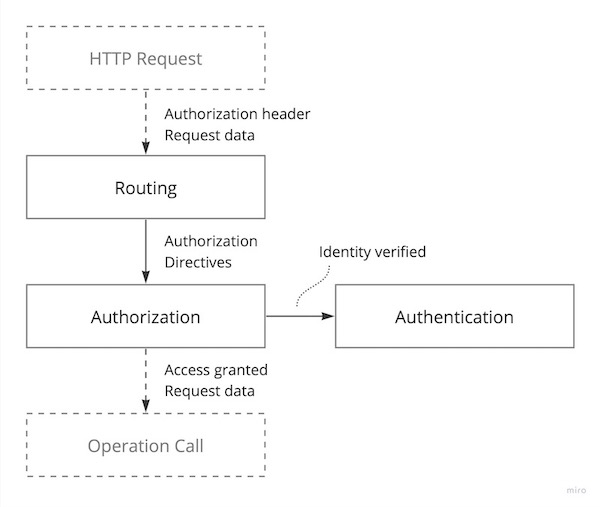 HTTP Request
Authorization header
Request data
Routing
Authorization
Directives
Identity verified
Authorization
Authentication
Access granted
Request data
Operation Call
miro